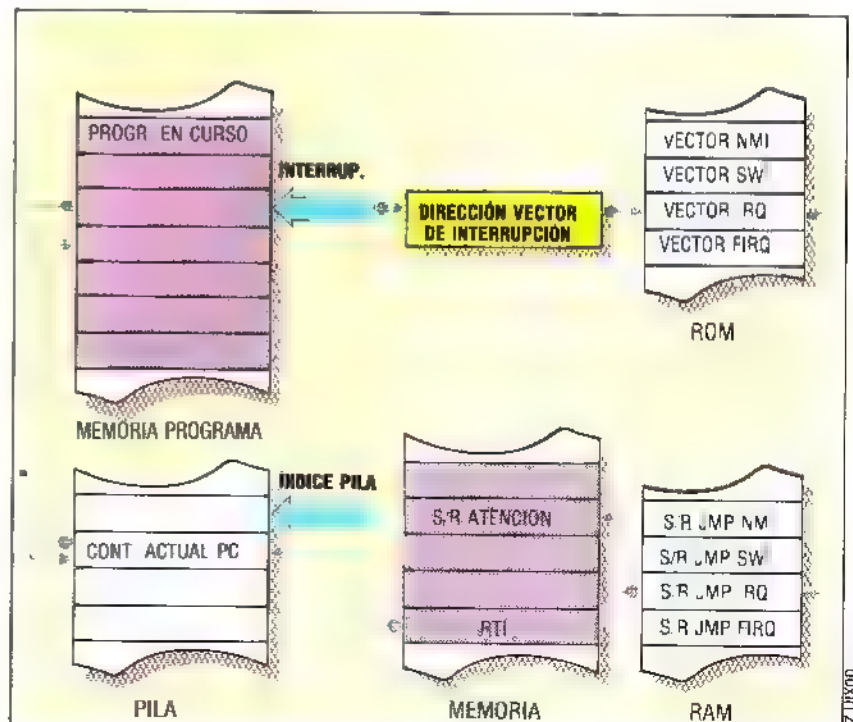 PROGR EN CURSO
INTERRUP.
DIRECCIÓN VECTOR
DE INTERRUPCIÓN
VECTOR NMI
VECTOR SW
VECTOR RQ
VECTOR FIRQ
ROM
MEMORIA PROGRAMA
INDICE PILA
CONT ACTUAL PC
PILA
S/R ATENCION
RTI
MEMORIA
S/R JMP NM
S/R JMP SW
S/R JMP RQ
S/R JMP FIRQ
RAM